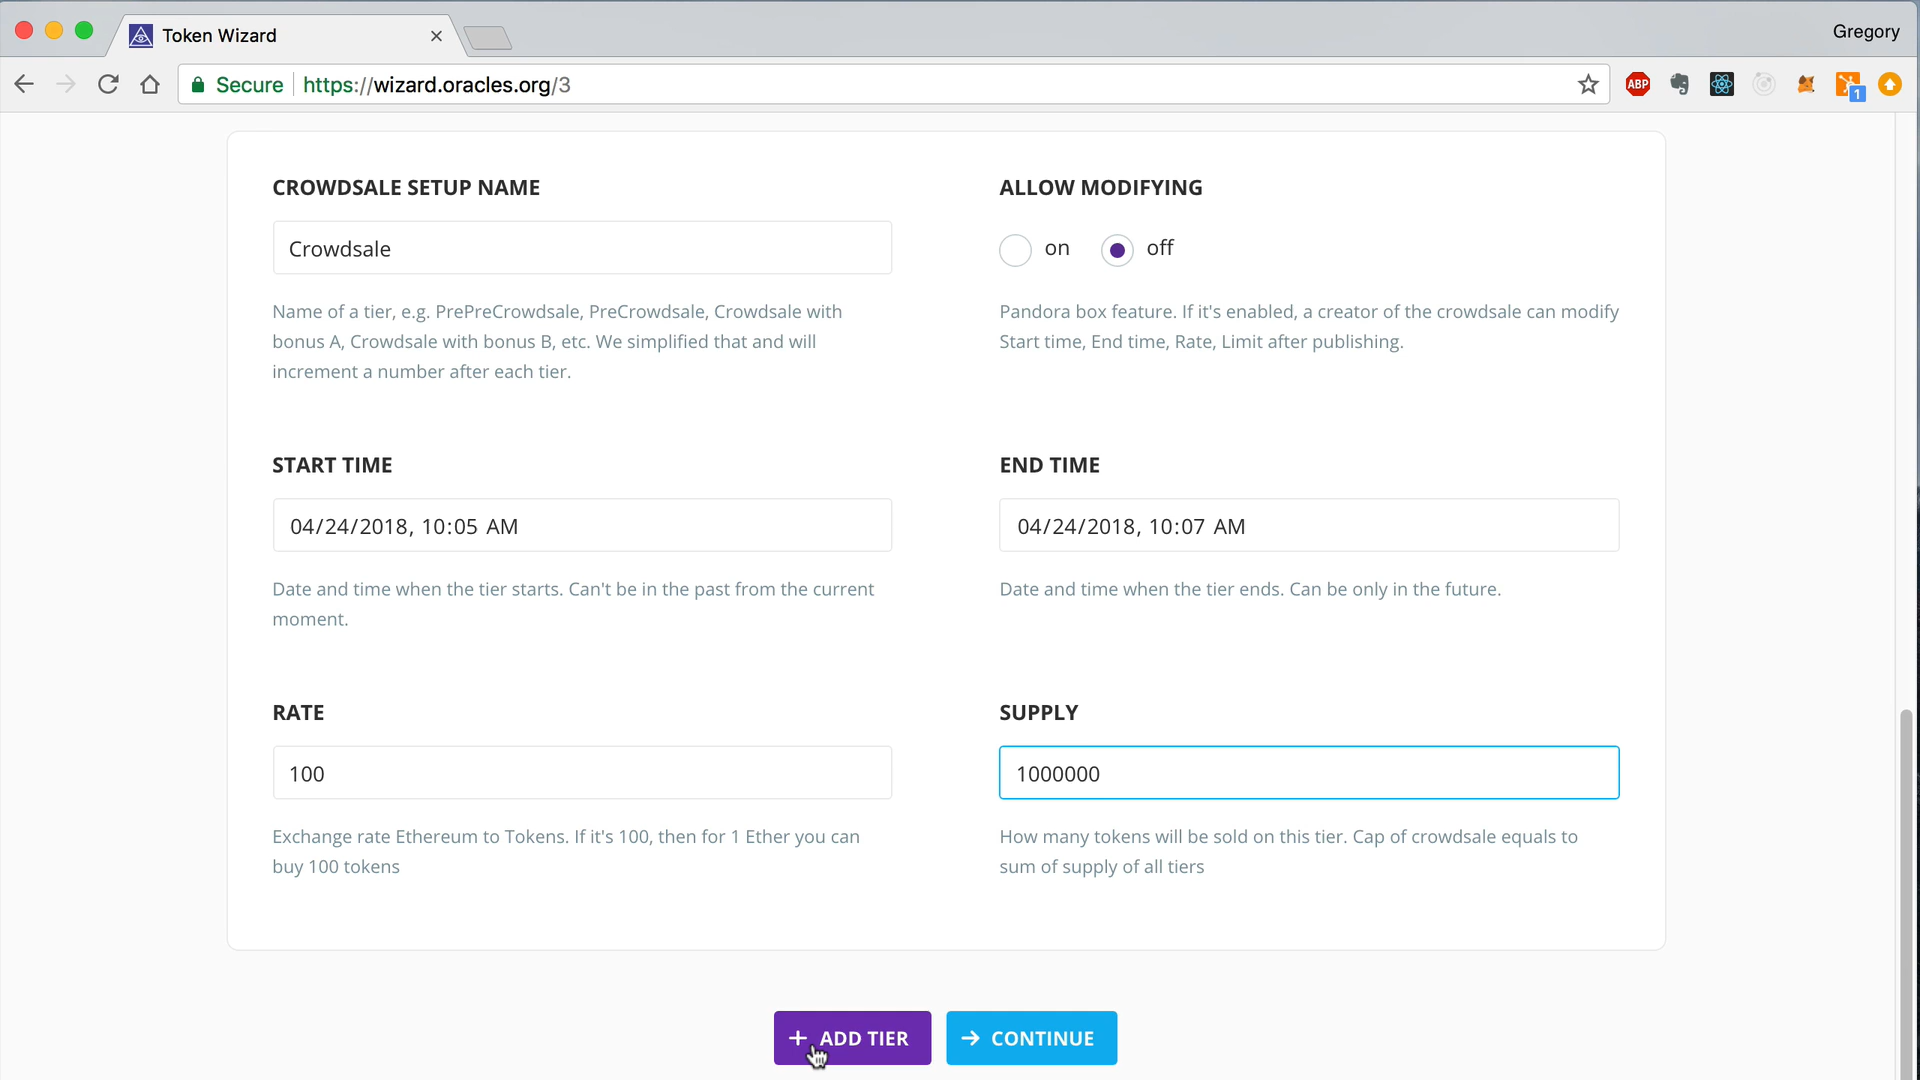 Token Wizard
Gregory
Secure https://wizard.oracles.org/3
ABP
1
CROWDSALE SETUP NAME
Crowdsale
Name of a tier, e.g. PrePreCrowdsale, PreCrowdsale, Crowdsale with
bonus A, Crowdsale with bonus B, etc. We simplified that and will
increment a number after each tier.
ALLOW MODIFYING
on off
Pandora box feature. If it's enabled, a creator of the crowdsale can modify
Start time, End time, Rate, Limit after publishing.
START TIME
04/24/2018, 10:05 AM
Date and time when the tier starts. Can't be in the past from the current
moment.
END TIME
04/24/2018, 10:07 AM
Date and time when the tier ends. Can be only in the future.
RATE
100
Exchange rate Ethereum to Tokens. If it's 100, then for 1 Ether you can
buy 100 tokens
SUPPLY
1000000
How many tokens will be sold on this tier. Cap of crowdsale equals to
sum of supply of all tiers
ADD TIER
CONTINUE